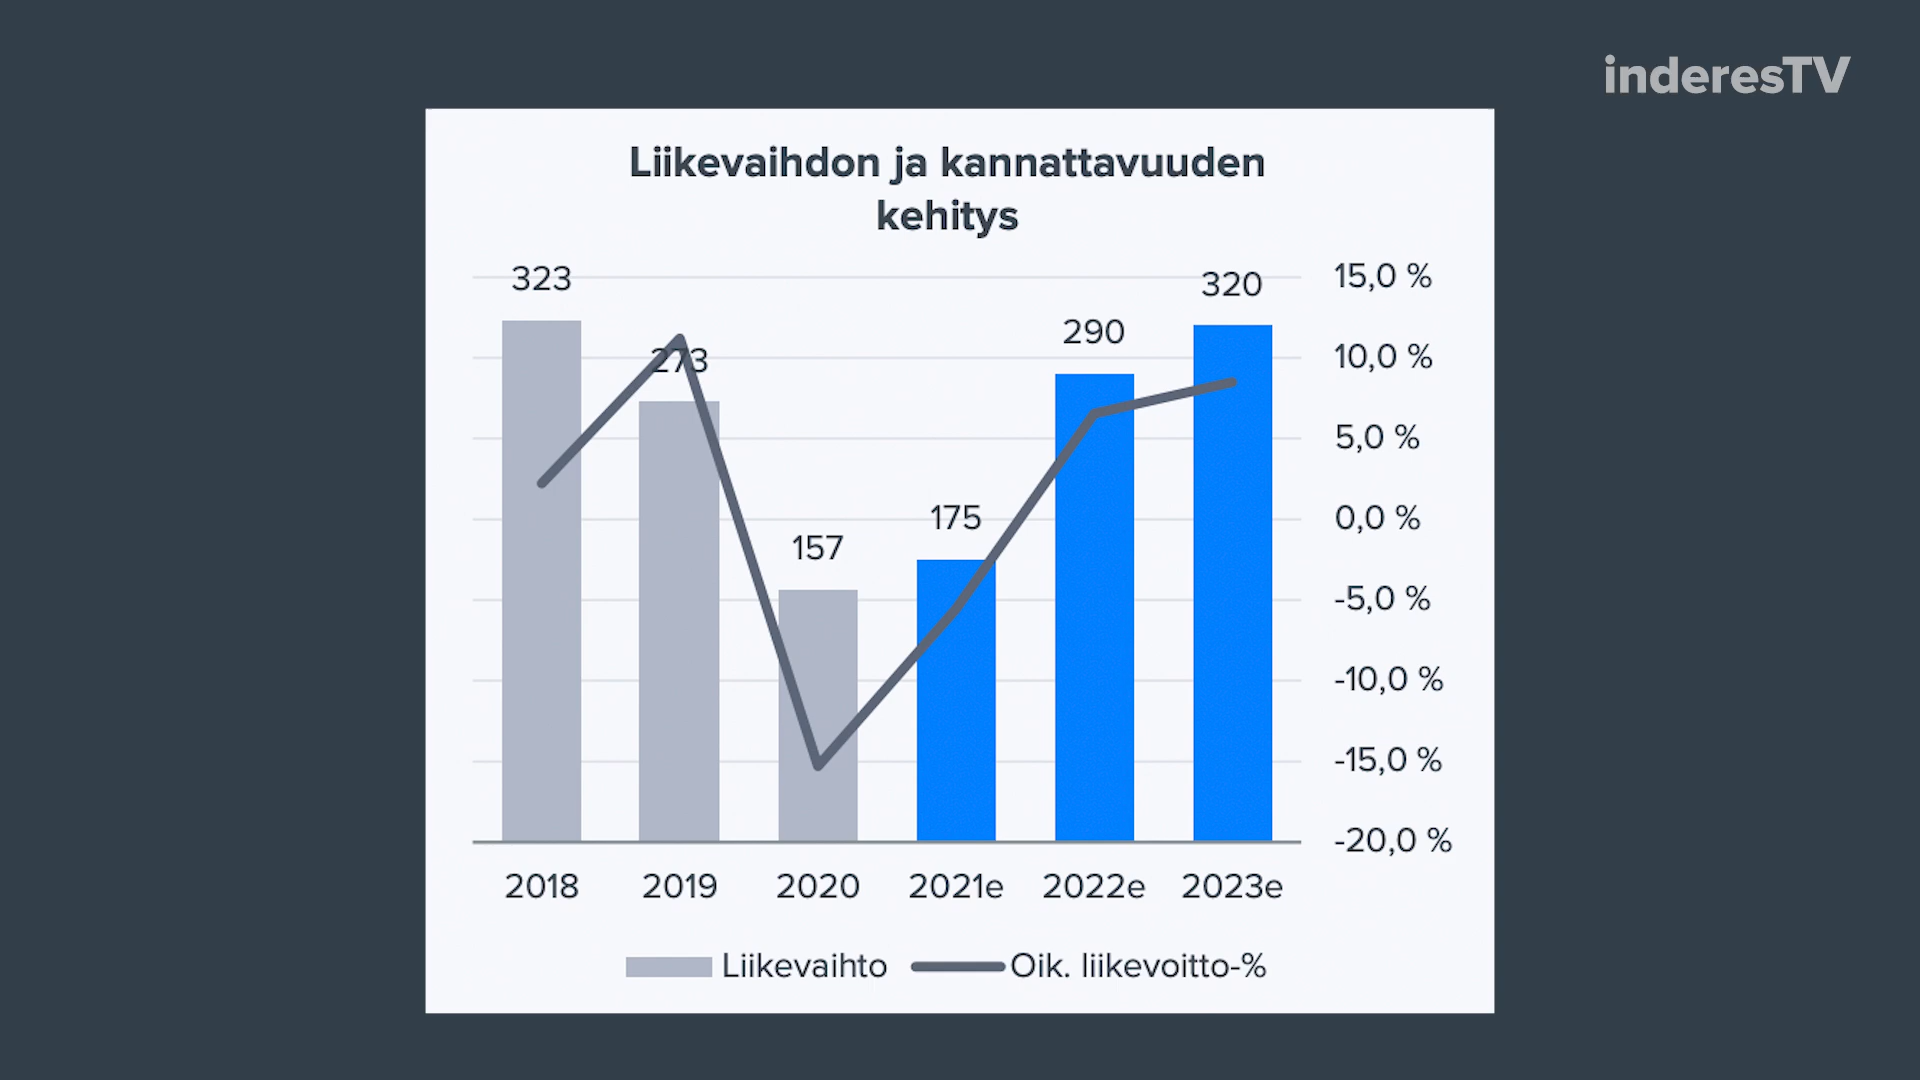 inderesTV
Liikevaihdon ja kannattavuuden
kehitys
323
273
157
175
290
320
15,0 %
10,0 %
5,0 %
0,0 %
-5,0 %
-10,0 %
-15,0 %
-20,0 %
2018 2019 2020 2021e 2022e 2023e
Liikevaihto Oik. liikevoitto-%